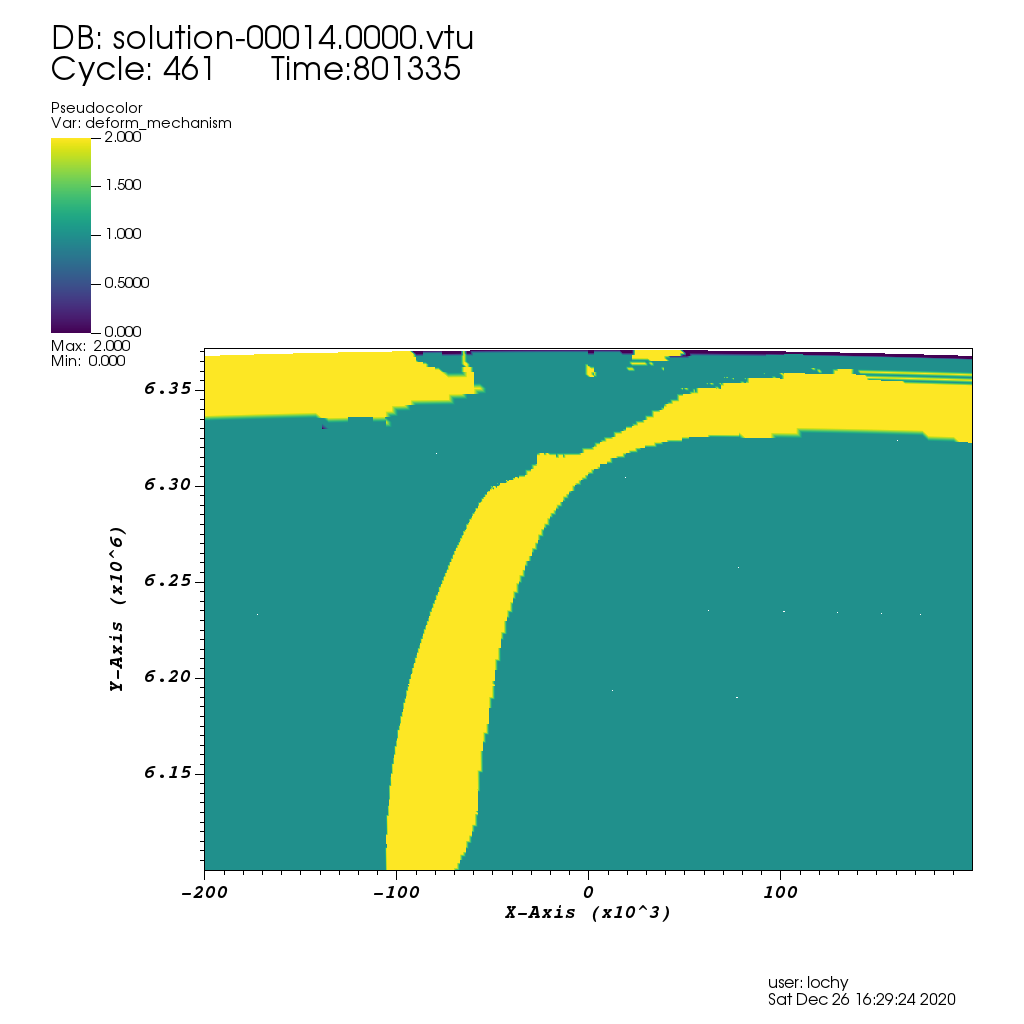 DB: solution-00014.0000.vtu
Cycle: 461 Time:801335
Pseudocolor
Var: deform_mechanism
2.000
1.500
1.000
0.5000
0.000
Max: 2.000
Min: 0.000
6.35
6.30
6.25
6.20
6.15
Y-Axis (x10^6)
-200
-100
0
100
X-Axis (x10^3)
user: lochy
Sat Dec 26 16:29:24 2020